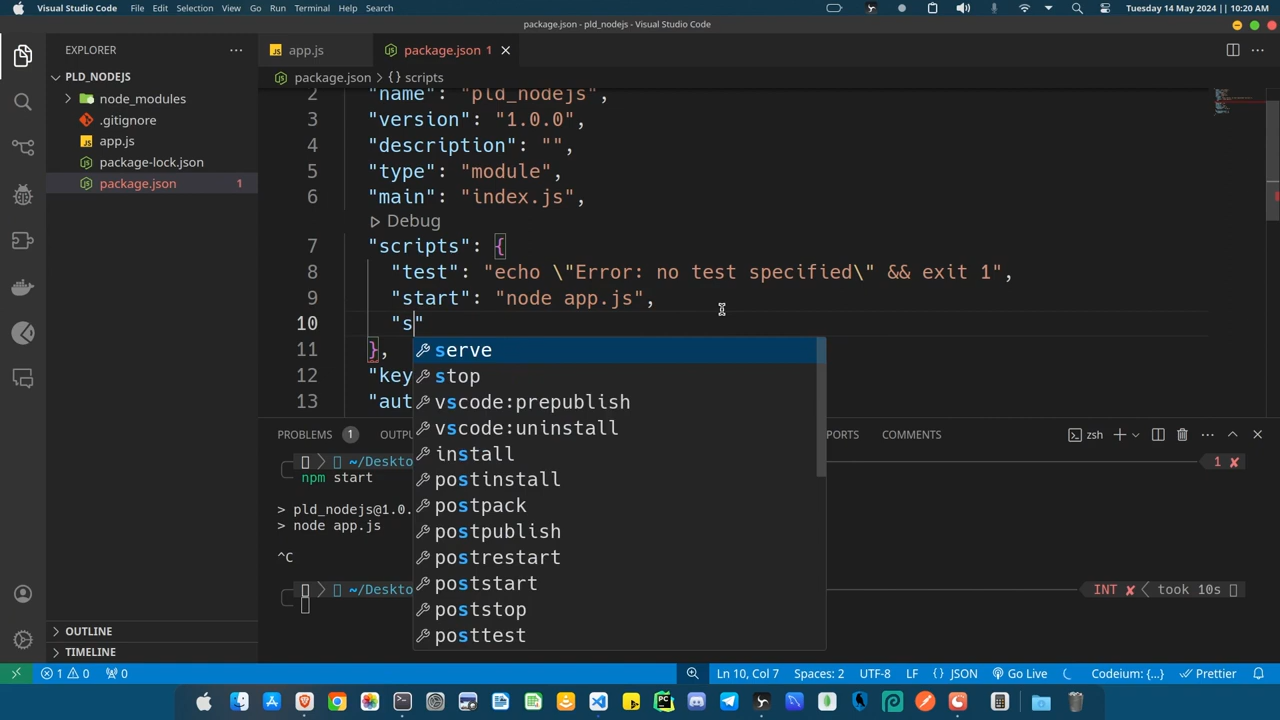 Visual Studio Code File Edit Selection View Go Run Terminal Help Tuesday 14 May 2024 | 10:20 AM
package.json - pld_nodejs - Visual Studio Code
EXPLORER
PLD_NODEJS
node_modules
.gitignore
app.js
package-lock.json
package.json 1
OUTLINE
TIMELINE
app.js package.json 1
package.json > {} scripts
2 "name": "pld_nodejs",
3 "version": "1.0.0",
4 "description": "",
5 "type": "module",
6 "main": "index.js",
Debug
7 "scripts": {
8 "test": "echo \"Error: no test specified\" && exit 1",
9 "start": "node app.js",
10 "s"
11 },
12 "key
13 "aut
serve
stop
vscode:prepublish
vscode:uninstall
install
postinstall
postpack
postpublish
postrestart
poststart
poststop
posttest
PROBLEMS 1 OUTPU PORTS COMMENTS zsh
~/Deskto 1 ✘
npm start
> pld_nodejs@1.0.
> node app.js
^C
~/Deskto INT ✘ took 10s
1 0 0 Ln 10, Col 7 Spaces: 2 UTF-8 LF {} JSON Go Live Codeium: {...} Prettier